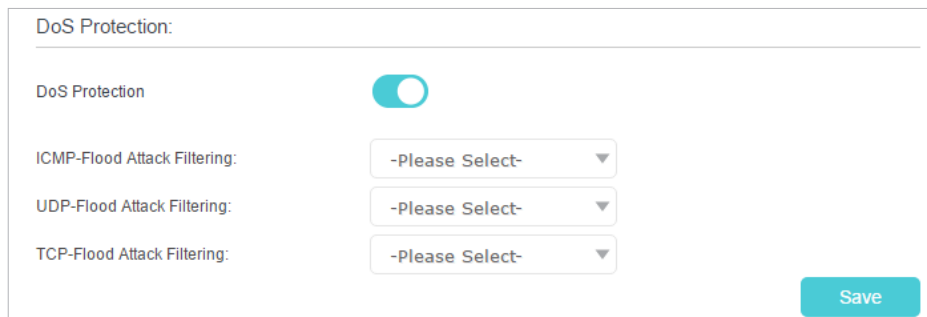 DoS Protection:
DoS Protection
ICMP-Flood Attack Filtering: -Please Select-
UDP-Flood Attack Filtering: -Please Select-
TCP-Flood Attack Filtering: -Please Select-
Save